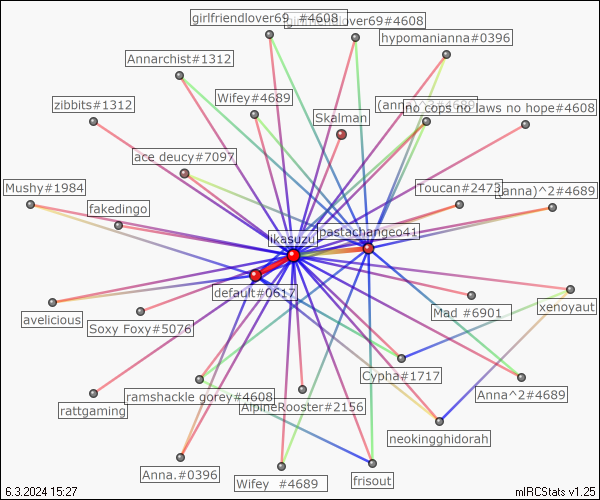 girlfriendlover69_#4608
girlfriendlover69#4608
hypomanianna#0396
Annarchist#1312
Wifey#4689
zibbits#1312
(anna)^2#4689
no cops no laws no hope#4608
Skalman
ace deucy#7097
Mushy#1984
Toucan#2473
(anna)^2#4689
fakedingo
ikasuzu
pastachangeo41
default#0617
avelicious
Soxy Foxy#5076
Mad #6901
xenoyaut
Cypha#1717
ramshackle gorey#4608
AlpineRooster#2156
Anna^2#4689
rattgaming
neokingghidorah
Anna.#0396
Wifey_#4689
frisout
6.3.2024 15:27
mIRCStats v1.25